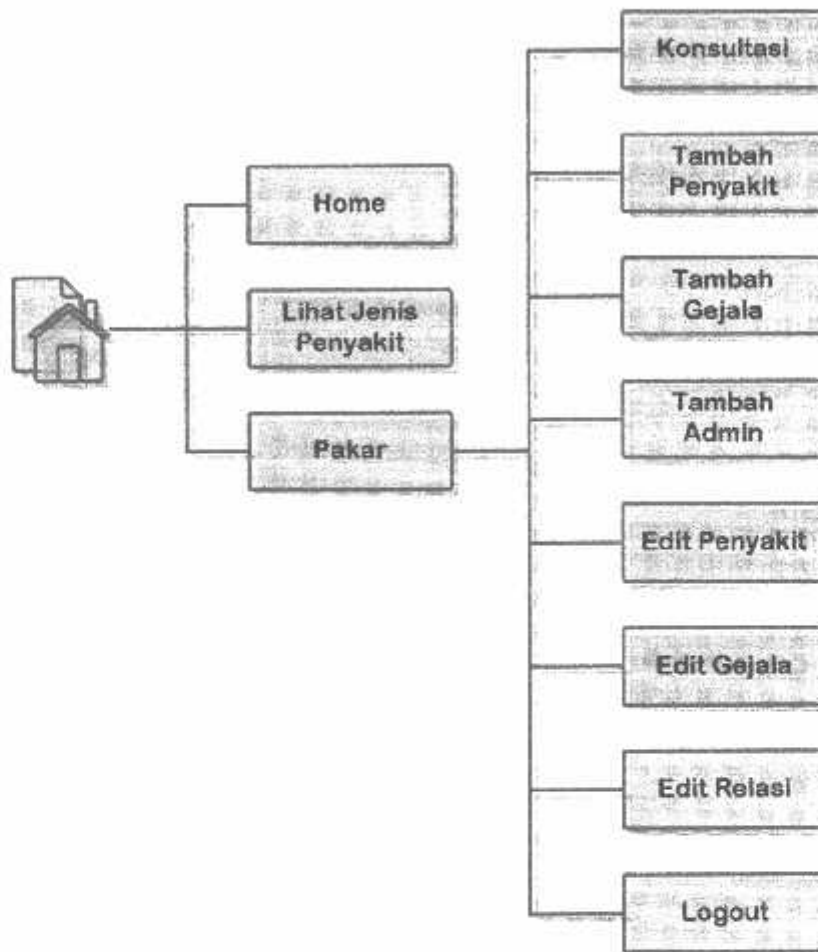 Home
Lihat Jenis
Penyakit
Pakar
Konsultasi
Tambah
Penyakit
Tambah
Gejala
Tambah
Admin
Edit Penyakit
Edit Gejala
Edit Relasi
Logout